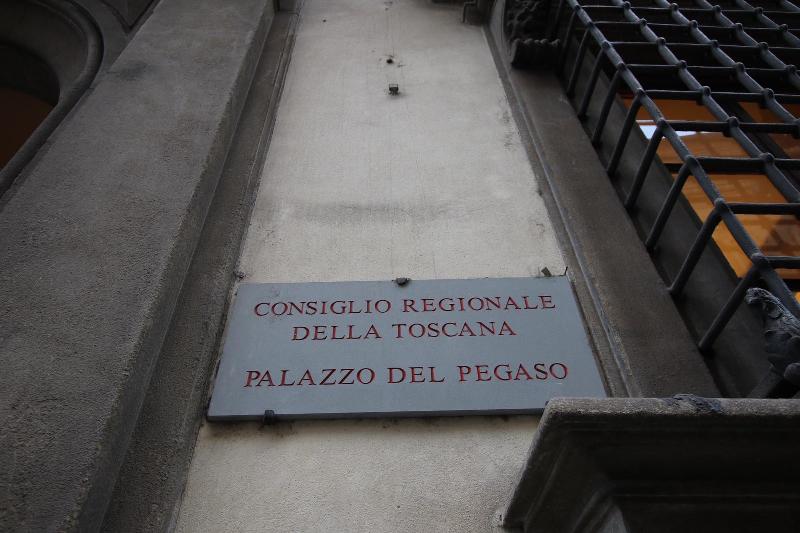 CONSIGLIO REGIONALE
DELLA TOSCANA
PALAZZO DEL PEGASO